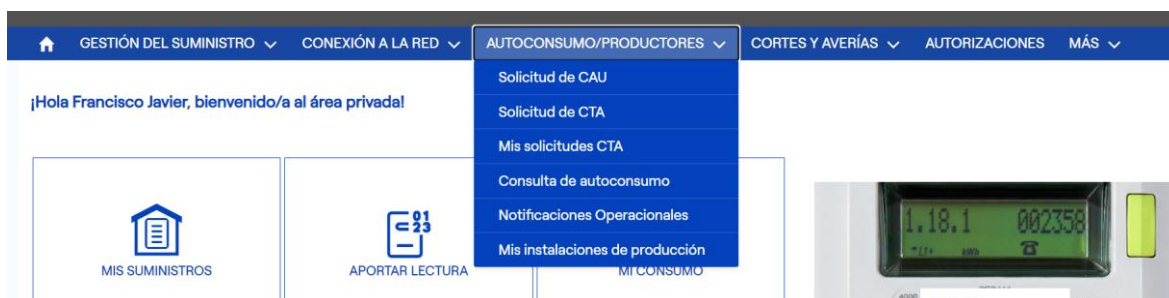 GESTIÓN DEL SUMINISTRO CONEXIÓN A LA RED AUTOCONSUMO/PRODUCTORES CORTES Y AVERÍAS AUTORIZACIONES MÁS
Solicitud de CAU
¡Hola Francisco Javier, bienvenido/a al área privada!
Solicitud de CTA
Mis solicitudes CTA
Consulta de autoconsumo
Notificaciones Operacionales
Mis instalaciones de producción
01
23
MIS SUMINISTROS
APORTAR LECTURA
MI CONSUMO
1.18.1 002358
kWh